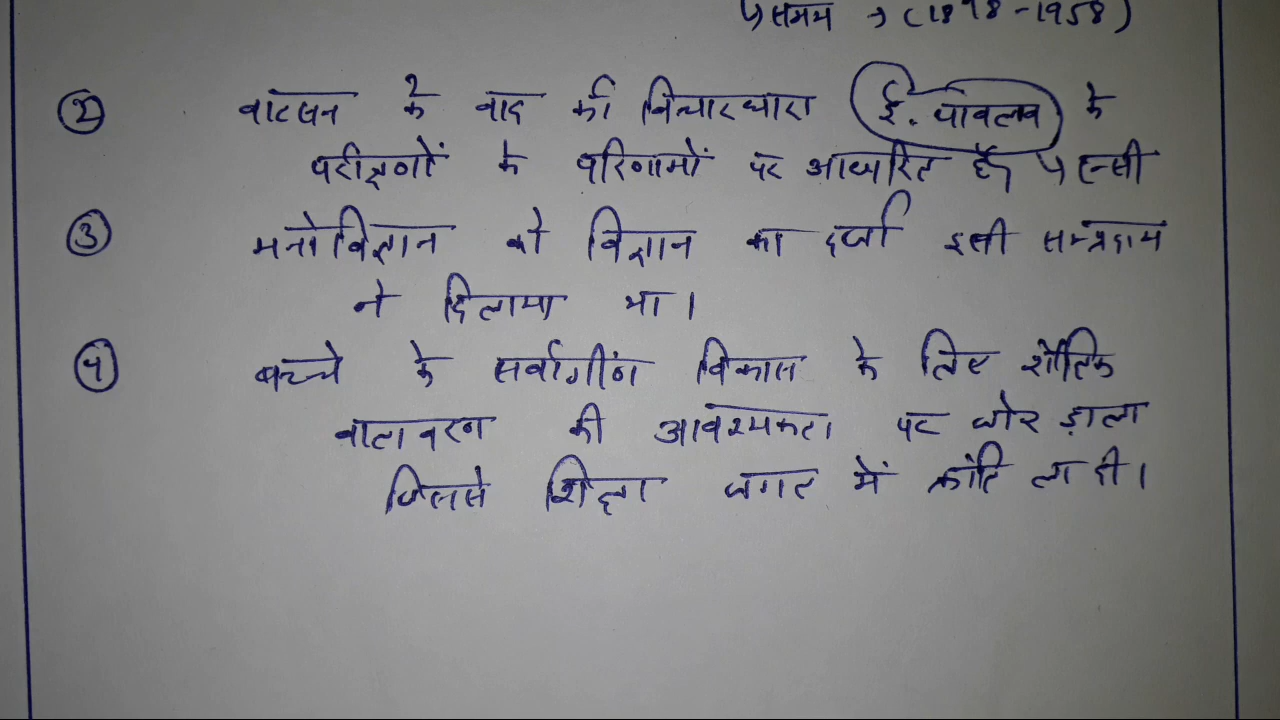 ↳ समय → (1878-1958)
② वाटसन के वाद की विचारधारा ई. पावलव के
परीक्षणों के परिणामों पर आधारित है ↳ रूसी
③ मनोविज्ञान को विज्ञान का दर्जा इसी सम्प्रदाय
ने दिलाया था।
④ बच्चे के सर्वागींण विकास के लिए शैक्षिक
वातावरण की आवश्यकता पर जोर ड़ाला
जिससे शिक्षा जगत में क्रांति ला दी।